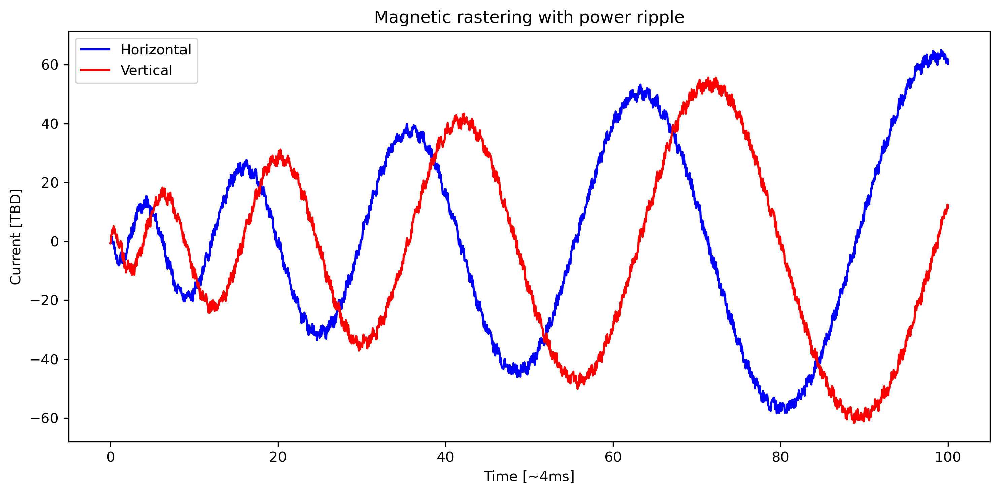 Magnetic rastering with power ripple
Horizontal
Vertical
60
40
20
0
−20
−40
−60
Current [TBD]
0 20 40 60 80 100
Time [~4ms]